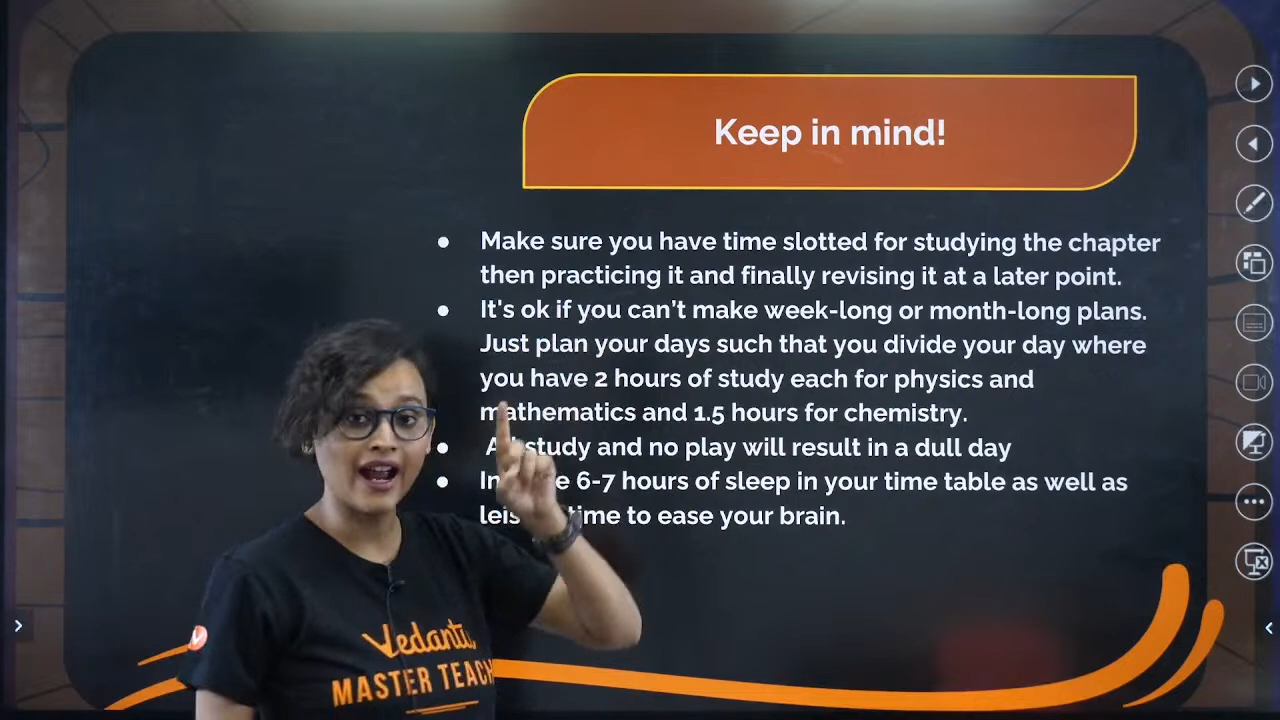 Keep in mind!
● Make sure you have time slotted for studying the chapter
then practicing it and finally revising it at a later point.
● It's ok if you can't make week-long or month-long plans.
Just plan your days such that you divide your day where
you have 2 hours of study each for physics and
mathematics and 1.5 hours for chemistry.
● study and no play will result in a dull day
● 6-7 hours of sleep in your time table as well as
time to ease your brain.
Vedantu
MASTER TEACH